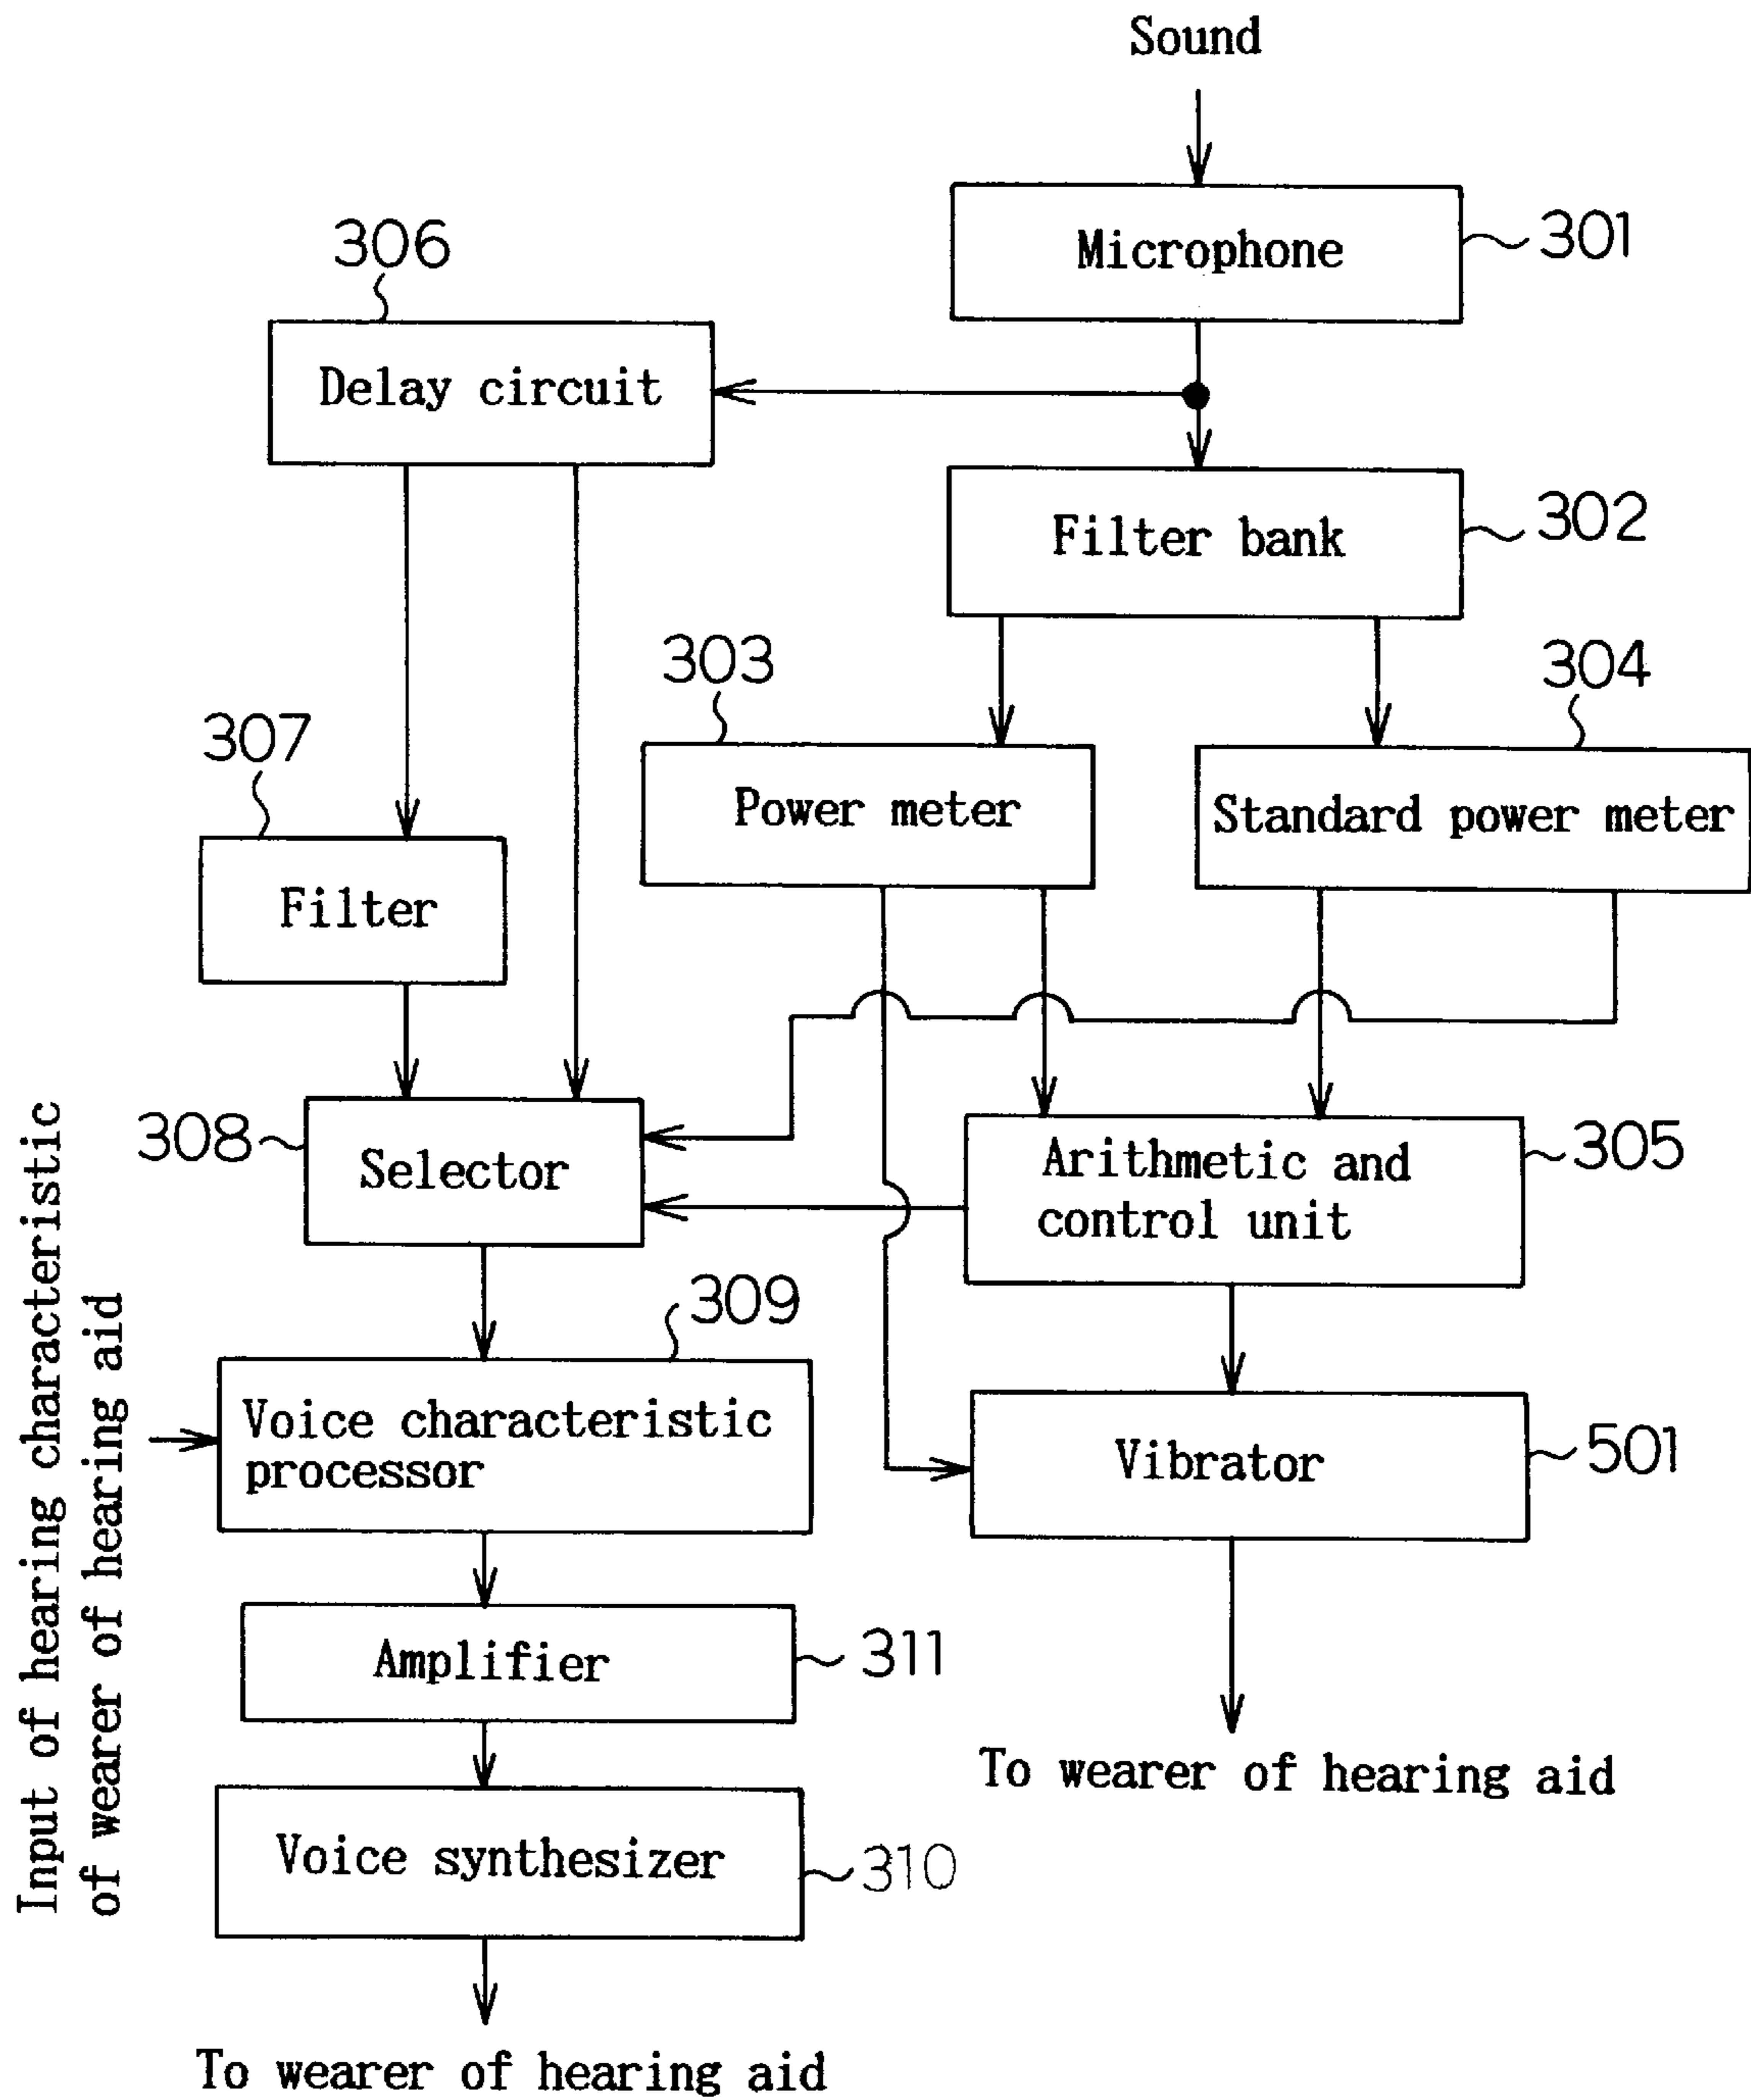 Sound
Microphone
301
306
Delay circuit
Filter bank
302
303
304
307
Power meter
Standard power meter
Filter
308
Selector
Arithmetic and
control unit
305
309
Input of hearing characteristic
of wearer of hearing aid
Voice characteristic
processor
Vibrator
501
Amplifier
311
To wearer of hearing aid
Voice synthesizer
310
To wearer of hearing aid